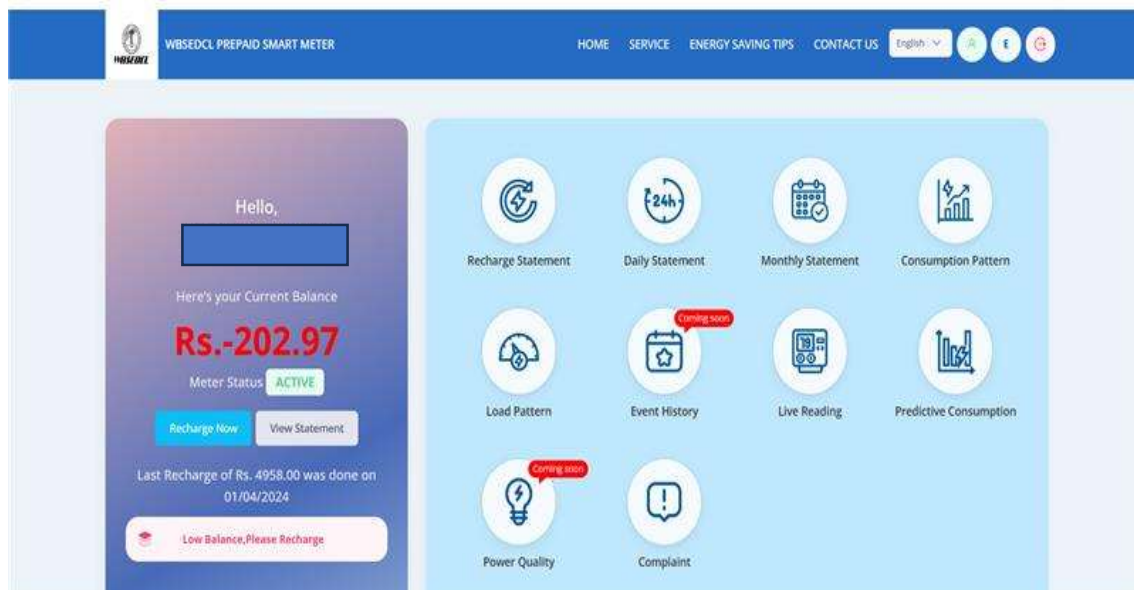 WBSEDCL
WBSEDCL PREPAID SMART METER
HOME SERVICE ENERGY SAVING TIPS CONTACT US English E
Hello,
Here's your Current Balance
Rs.-202.97
Meter Status ACTIVE
Recharge Now View Statement
Last Recharge of Rs. 4958.00 was done on
01/04/2024
Low Balance,Please Recharge
24h
Recharge Statement Daily Statement Monthly Statement Consumption Pattern
Coming soon
79
Load Pattern Event History Live Reading Predictive Consumption
Coming soon
Power Quality Complaint